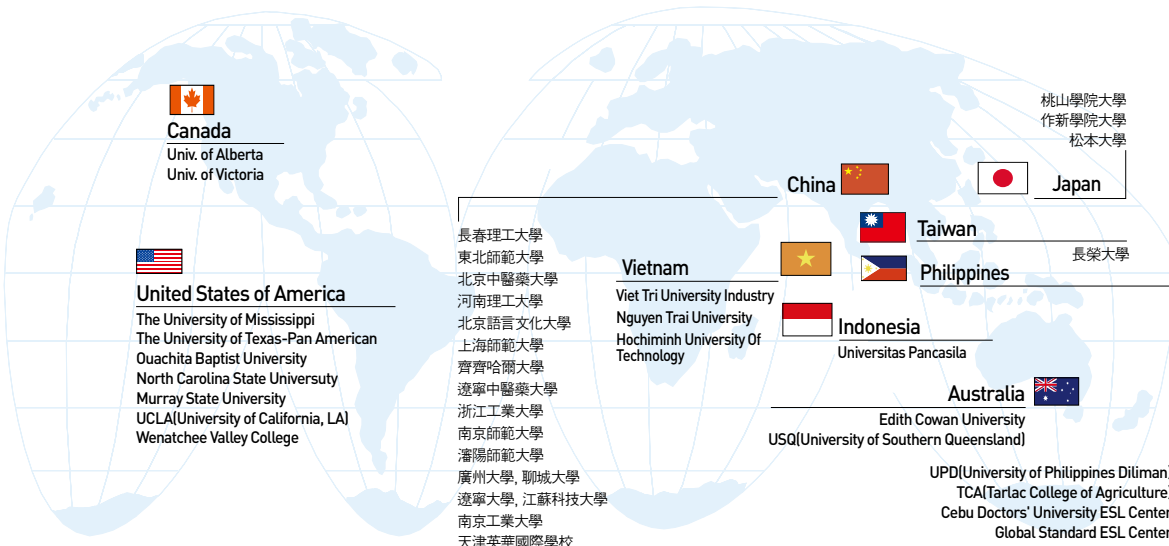 Canada
Univ. of Alberta
Univ. of Victoria
United States of America
The University of Mississippi
The University of Texas-Pan American
Ouachita Baptist University
North Carolina State Universuty
Murray State University
UCLA(University of California, LA)
Wenatchee Valley College
China
長春理工大學
東北師範大學
北京中醫藥大學
河南理工大學
北京語言文化大學
上海師範大學
齊齊哈爾大學
遼寧中醫藥大學
浙江工業大學
南京師範大學
瀋陽師範大學
廣州大學, 聊城大學
遼寧大學, 江蘇科技大學
南京工業大學
天津英華國際學校
Vietnam
Viet Tri University Industry
Nguyen Trai University
Hochiminh University Of
Technology
桃山學院大學
作新學院大學
松本大學
Japan
Taiwan
長榮大學
Philippines
Indonesia
Universitas Pancasila
Australia
Edith Cowan University
USQ(University of Southern Queensland)
UPD(University of Philippines Diliman)
TCA(Tarlac College of Agriculture)
Cebu Doctors' University ESL Center
Global Standard ESL Center